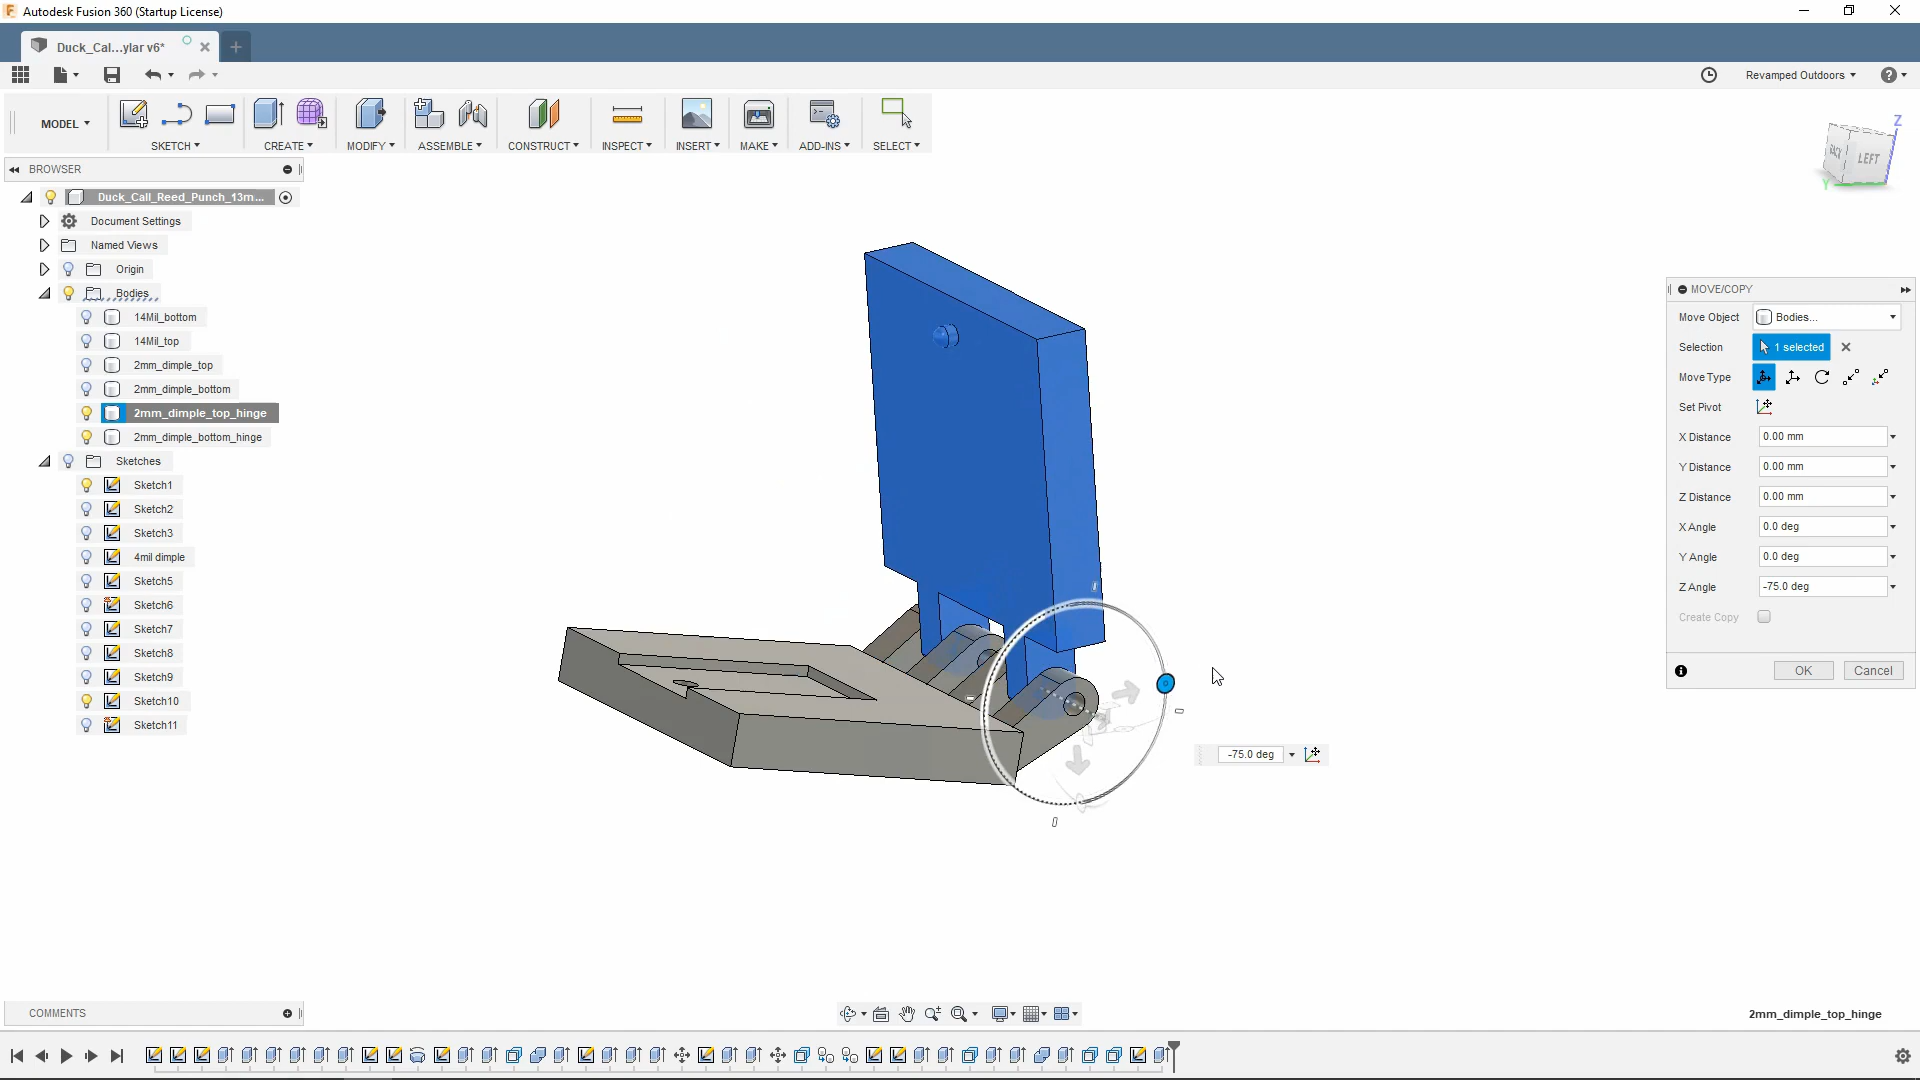 Autodesk Fusion 360 (Startup License)
Duck_Cal...ylar v6*
Revamped Outdoors
MODEL
SKETCH
CREATE
MODIFY
ASSEMBLE
CONSTRUCT
INSPECT
INSERT
MAKE
ADD-INS
SELECT
BROWSER
Duck_Call_Reed_Punch_13m...
Document Settings
Named Views
Origin
Bodies
14Mil_bottom
14Mil_top
2mm_dimple_top
2mm_dimple_bottom
2mm_dimple_top_hinge
2mm_dimple_bottom_hinge
Sketches
Sketch1
Sketch2
Sketch3
4mil dimple
Sketch5
Sketch6
Sketch7
Sketch8
Sketch9
Sketch10
Sketch11
Z
BACK
LEFT
Y
MOVE/COPY
Move Object
Bodies...
Selection
1 selected
Move Type
Set Pivot
X Distance
0.00 mm
Y Distance
0.00 mm
Z Distance
0.00 mm
X Angle
0.0 deg
Y Angle
0.0 deg
Z Angle
-75.0 deg
Create Copy
OK
Cancel
-75.0 deg
COMMENTS
2mm_dimple_top_hinge